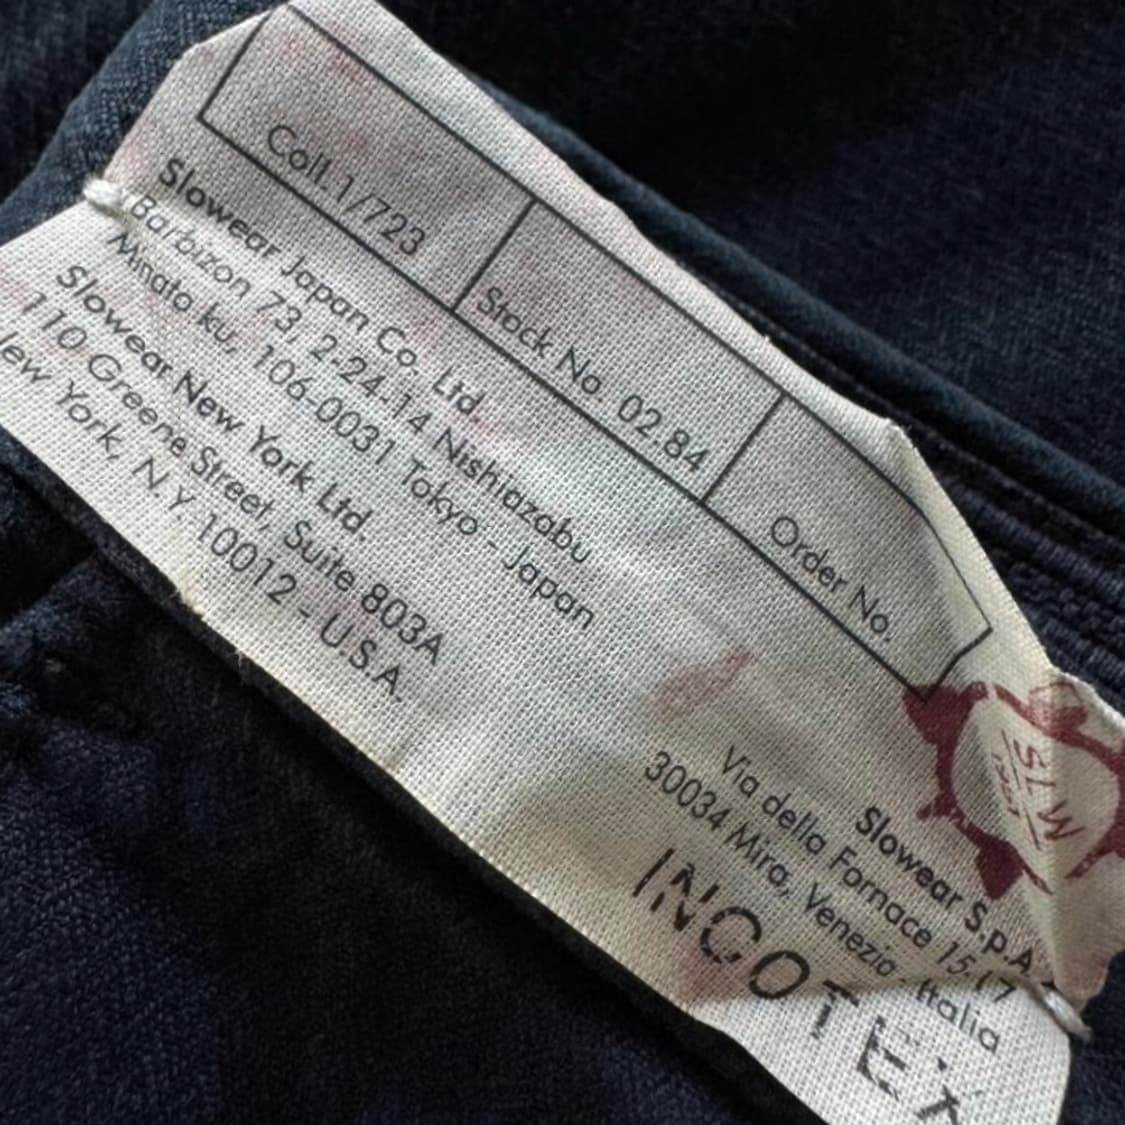 Coll.1/723
Stock No. 02.84
Order No.
Slowear Japan Co. Ltd.
Barbizon 73, 2-24-14 Nishiazabu
Minato ku, 106-0031 Tokyo - Japan
Slowear New York Ltd.
110 Greene Street, Suite 803A
New York, N.Y. 10012 - U.S.A.
Slowear S.p.A.
Via della Fornace 15-17
30034 Mira, Venezia - Italia
INCOTEX
SLW
1951